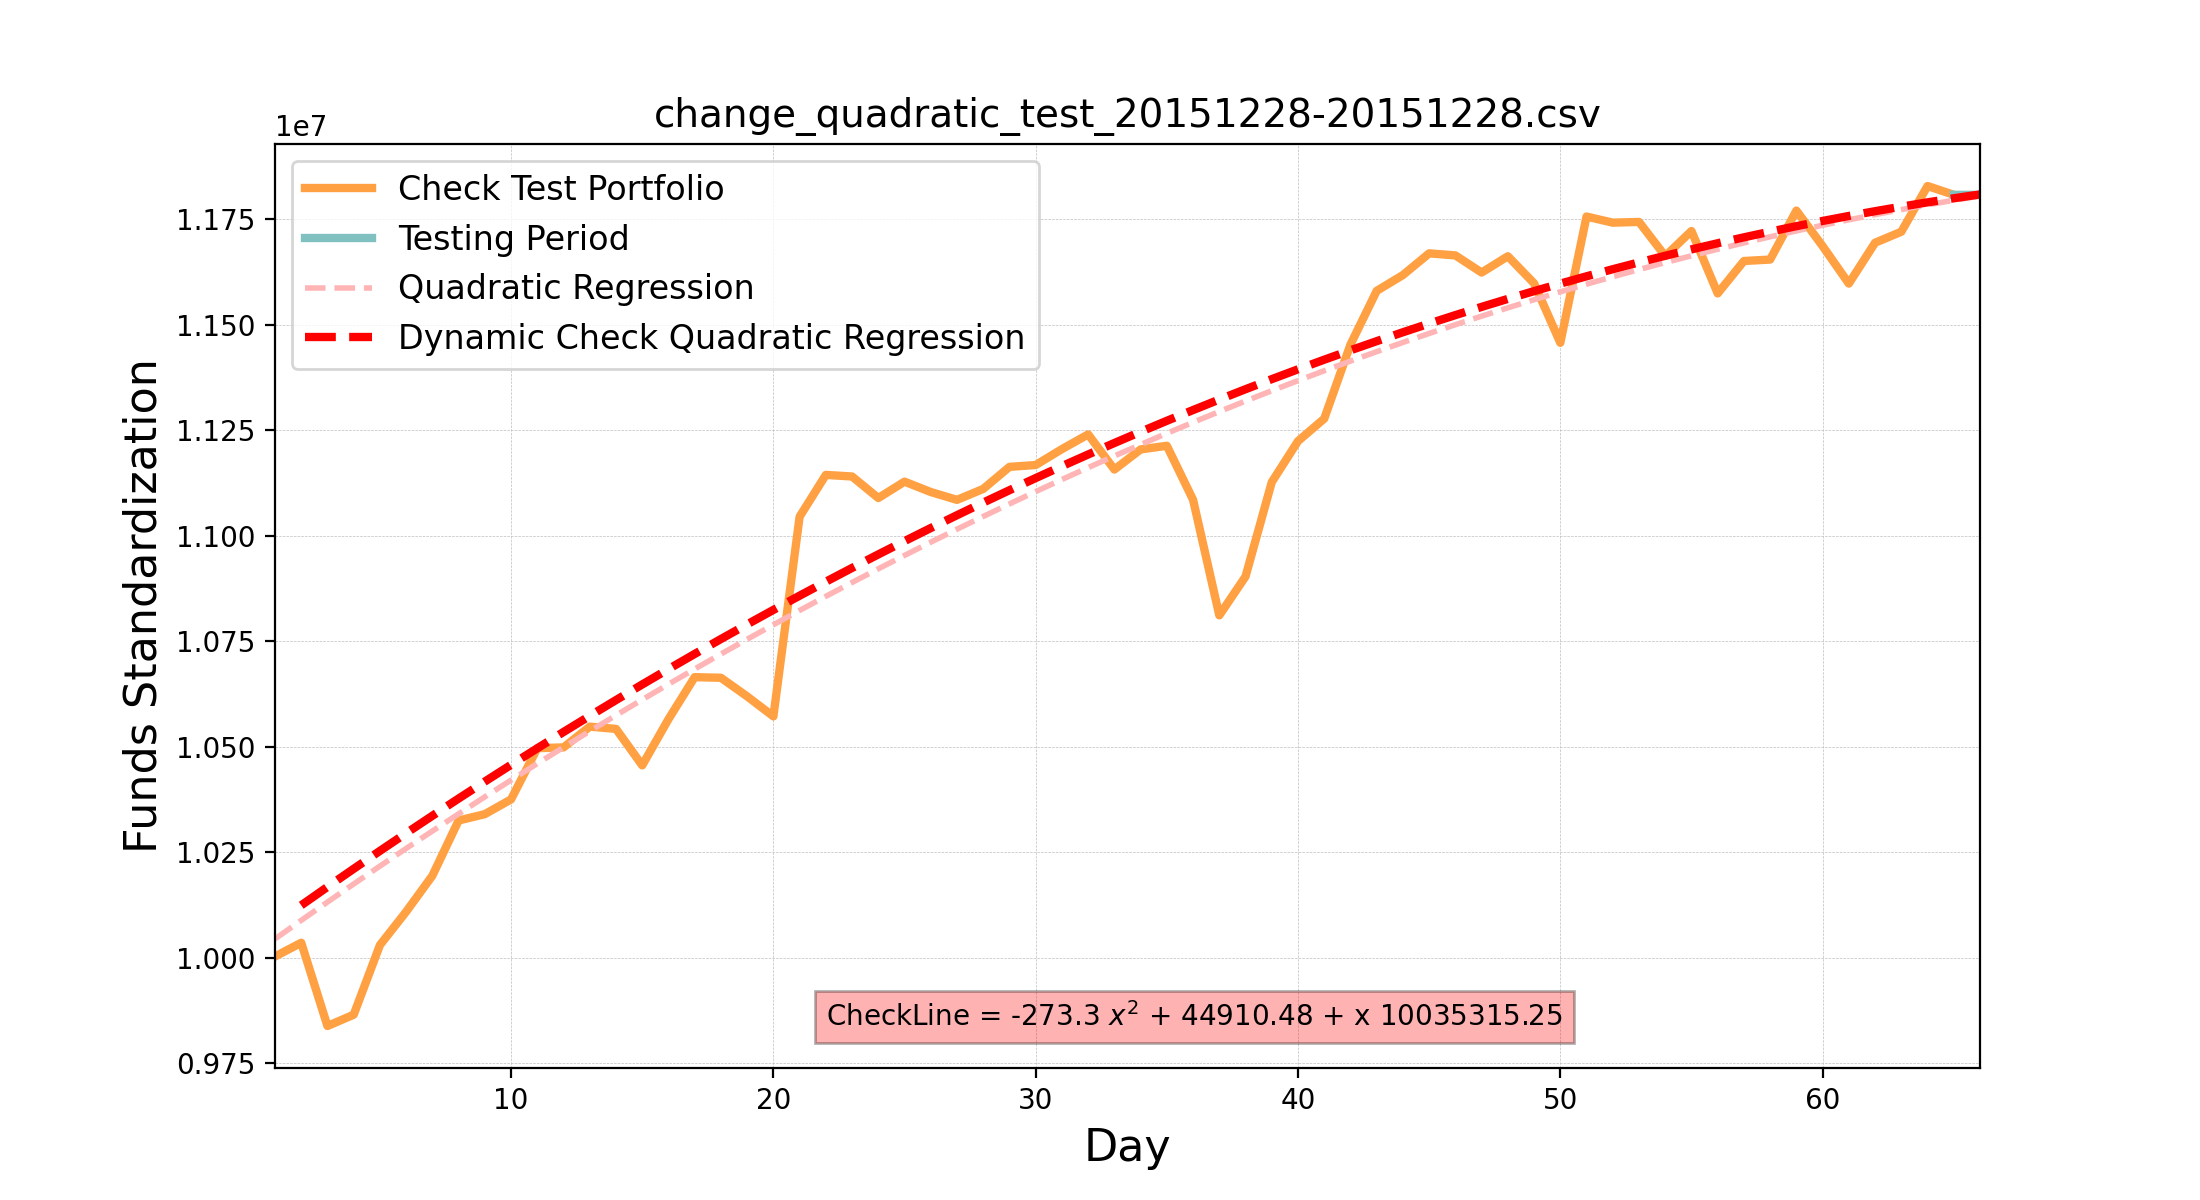 change_quadratic_test_20151228-20151228.csv
1e7
Check Test Portfolio
Testing Period
Quadratic Regression
Dynamic Check Quadratic Regression
Funds Standardization
1.175
1.150
1.125
1.100
1.075
1.050
1.025
1.000
0.975
CheckLine = -273.3 x² + 44910.48 + x 10035315.25
10 20 30 40 50 60
Day